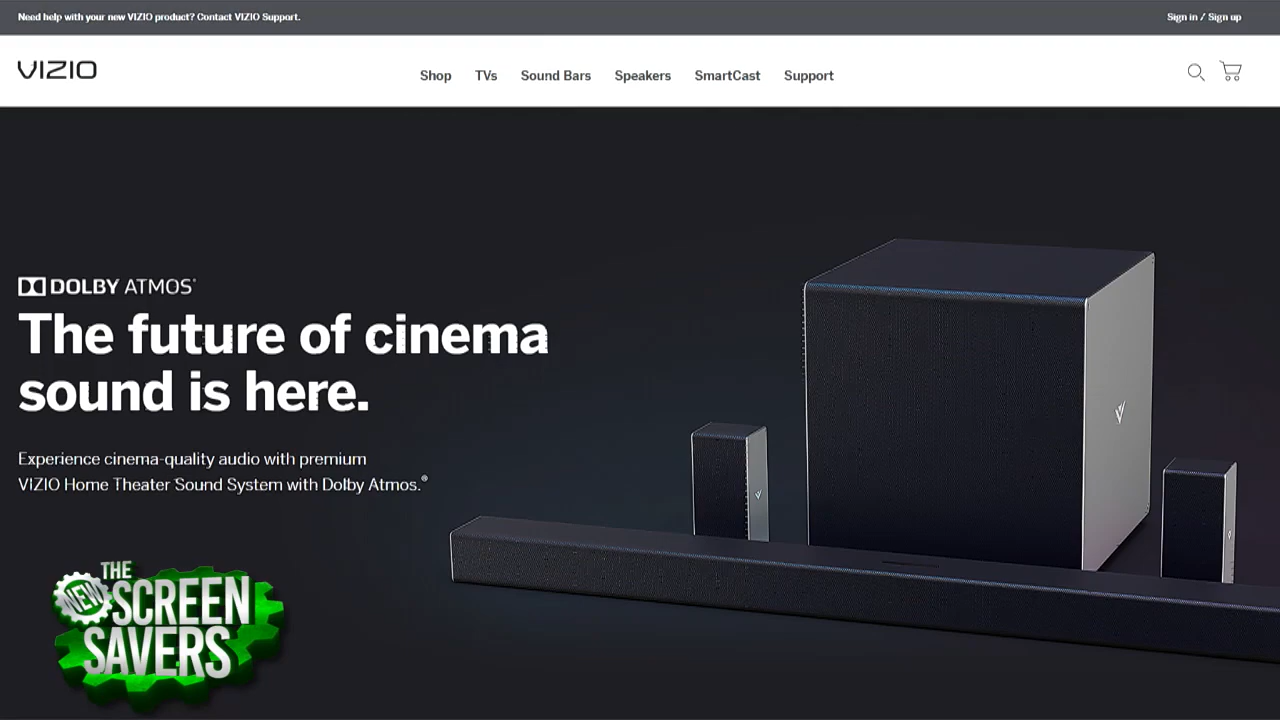 Need help with your new VIZIO product? Contact VIZIO Support.
Sign in / Sign up
VIZIO
Shop TVs Sound Bars Speakers SmartCast Support
DOLBY ATMOS®
The future of cinema
sound is here.
Experience cinema-quality audio with premium
VIZIO Home Theater Sound System with Dolby Atmos.®
THE
NEW SCREEN
SAVERS